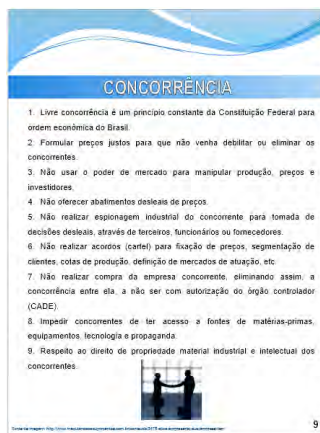 CONCORRÊNCIA
1. Livre concorrência é um princípio constante da Constituição Federal para
ordem econômica do Brasil.
2. Formular preços justos para que não venha debilitar ou eliminar os
concorrentes.
3. Não usar o poder de mercado para manipular produção, preços e
investidores.
4. Não oferecer abatimentos desleais de preços.
5. Não realizar espionagem industrial do concorrente para tomada de
decisões desleais, através de terceiros, funcionários ou fornecedores.
6. Não realizar acordos (cartel) para fixação de preços, segmentação de
clientes, cotas de produção, definição de mercados de atuação, etc.
7. Não realizar compra da empresa concorrente, eliminando assim, a
concorrência entre ela, a não ser com autorização do órgão controlador
(CADE).
8. Impedir concorrentes de ter acesso a fontes de matérias-primas,
equipamentos, tecnologia e propaganda.
9. Respeito ao direito de propriedade material industrial e intelectual dos
concorrentes.
9